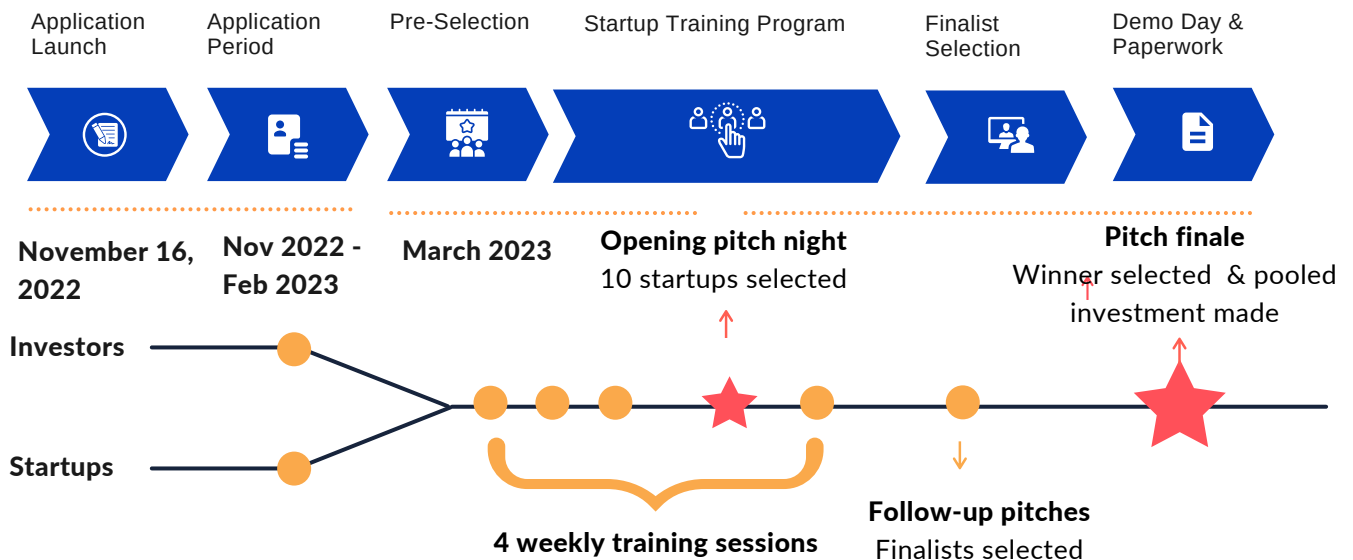 Application
Launch
Application
Period
Pre-Selection
Startup Training Program
Finalist
Selection
Demo Day &
Paperwork
November 16,
2022
Nov 2022 -
Feb 2023
March 2023
Opening pitch night
10 startups selected
Pitch finale
Winner selected & pooled
investment made
Investors
Startups
4 weekly training sessions
Follow-up pitches
Finalists selected